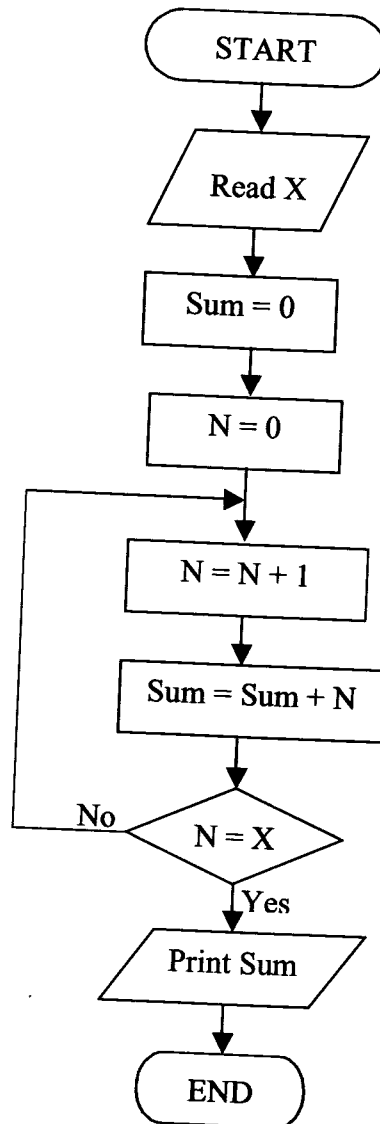 START
Read X
Sum = 0
N = 0
N = N + 1
Sum = Sum + N
N = X
No
Yes
Print Sum
END